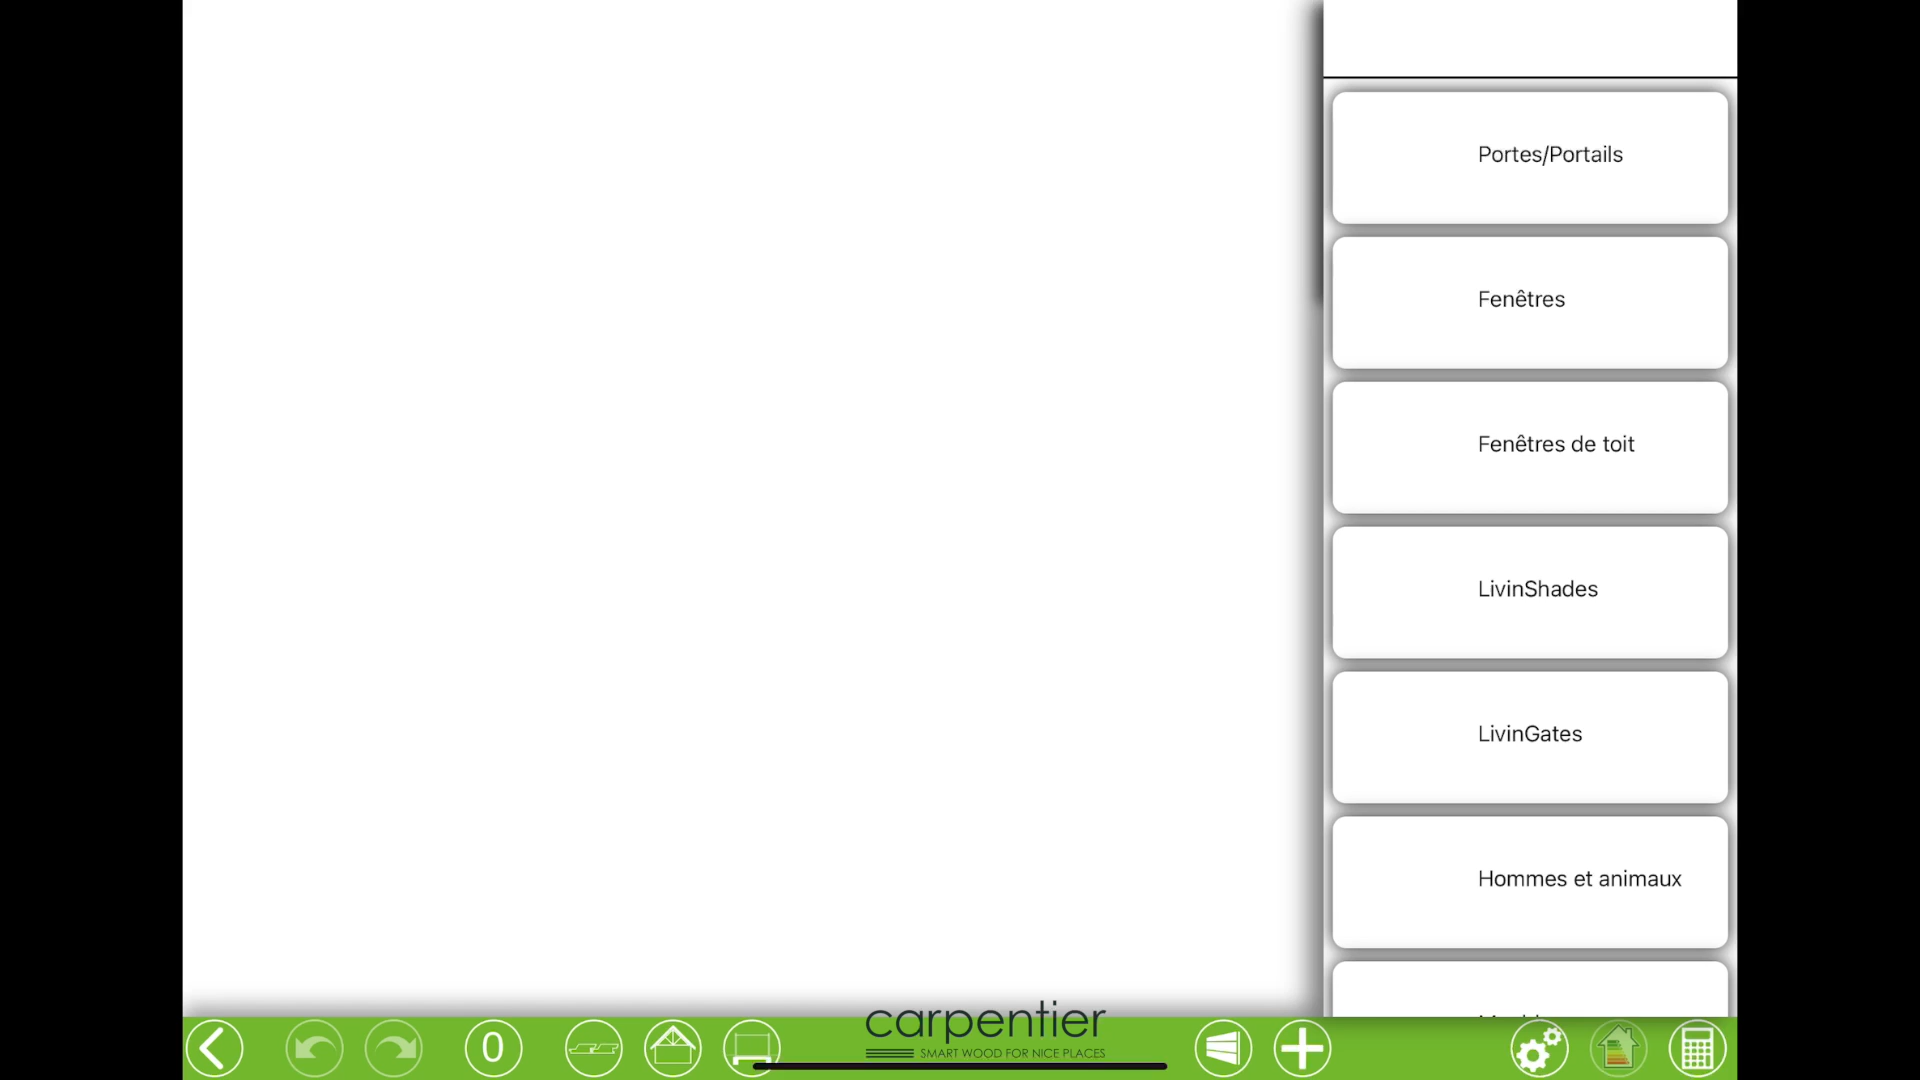 Portes/Portails
Fenêtres
Fenêtres de toit
LivinShades
LivinGates
Hommes et animaux
0
carpentier
SMART WOOD FOR NICE PLACES